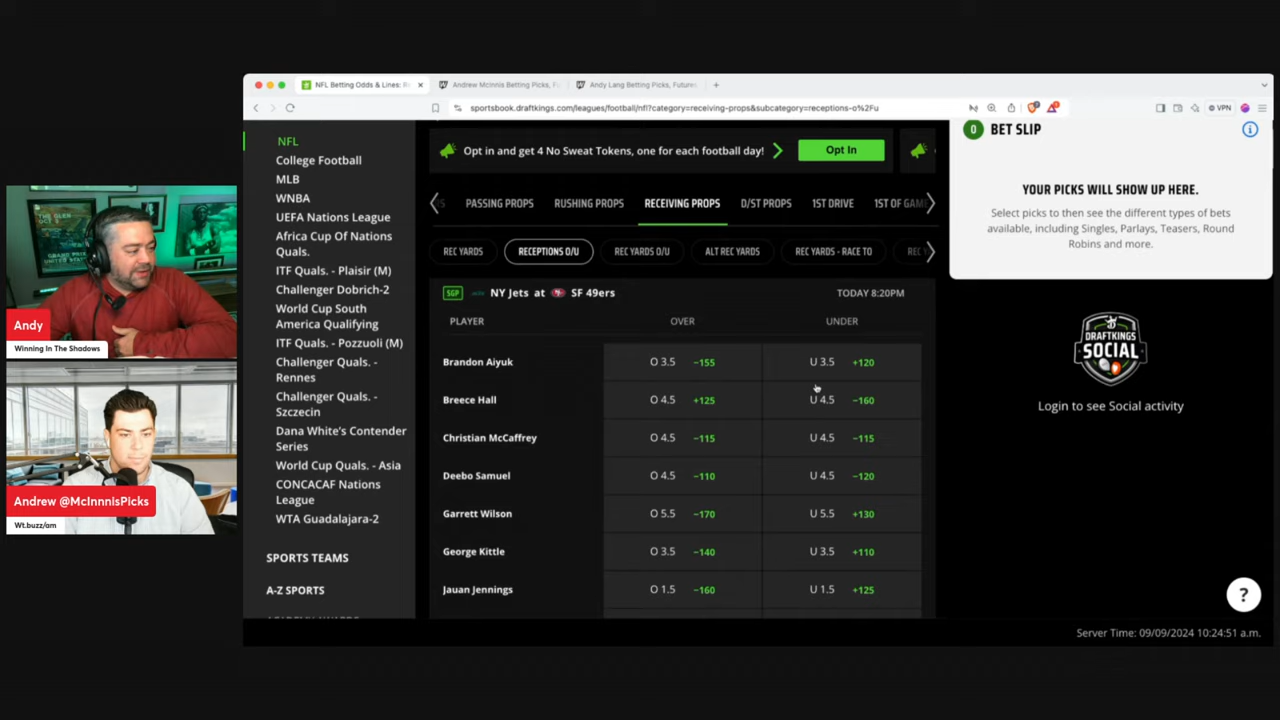 NFL Betting Odds & Lines: R
Andrew McInnis Betting Picks, F
Andy Lang Betting Picks, Future
sportsbook.draftkings.com/leagues/football/nfl?category=receiving-props&subcategory=receptions-o%2Fu
VPN
NFL
College Football
MLB
WNBA
UEFA Nations League
Africa Cup Of Nations
Quals.
ITF Quals. - Plaisir (M)
Challenger Dobrich-2
World Cup South
America Qualifying
ITF Quals. - Pozzuoli (M)
Challenger Quals. -
Rennes
Challenger Quals. -
Szczecin
Dana White's Contender
Series
World Cup Quals. - Asia
CONCACAF Nations
League
WTA Guadalajara-2
SPORTS TEAMS
A-Z SPORTS
Opt in and get 4 No Sweat Tokens, one for each football day!
Opt In
PASSING PROPS
RUSHING PROPS
RECEIVING PROPS
D/ST PROPS
1ST DRIVE
1ST OF GAM
REC YARDS
RECEPTIONS O/U
REC YARDS O/U
ALT REC YARDS
REC YARDS - RACE TO
REC
SGP NY Jets at SF 49ers TODAY 8:20PM
PLAYER OVER UNDER
Brandon Aiyuk O 3.5 −155 U 3.5 +120
Breece Hall O 4.5 +125 U 4.5 −160
Christian McCaffrey O 4.5 −115 U 4.5 −115
Deebo Samuel O 4.5 −110 U 4.5 −120
Garrett Wilson O 5.5 −170 U 5.5 +130
George Kittle O 3.5 −140 U 3.5 +110
Jauan Jennings O 1.5 −160 U 1.5 +125
0 BET SLIP
YOUR PICKS WILL SHOW UP HERE.
Select picks to then see the different types of bets
available, including Singles, Parlays, Teasers, Round
Robins and more.
DRAFTKINGS
SOCIAL
Login to see Social activity
?
Server Time: 09/09/2024 10:24:51 a.m.
Andy
Winning In The Shadows
Andrew @McInnnisPicks
Wt.buzz/am